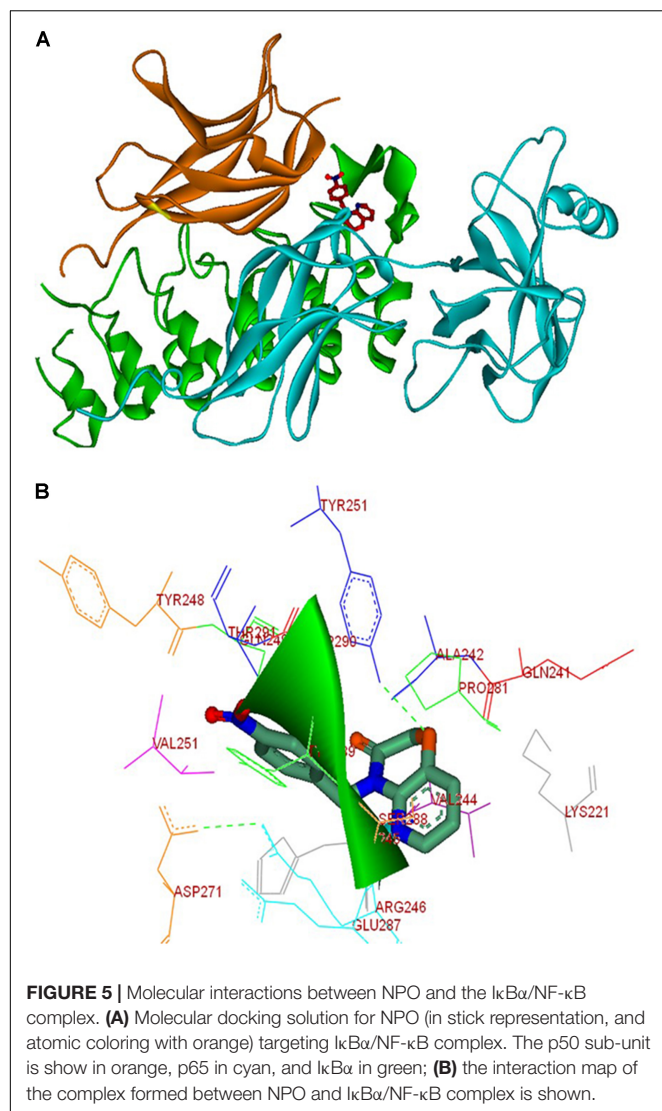 A
B
TYR251
TYR248
THR291
ALA242
GLN241
PRO281
VAL251
VAL244
LYS221
SER288
ASP271
ARG246
GLU287
FIGURE 5 | Molecular interactions between NPO and the IκBα/NF-κB
complex. (A) Molecular docking solution for NPO (in stick representation, and
atomic coloring with orange) targeting IκBα/NF-κB complex. The p50 sub-unit
is show in orange, p65 in cyan, and IκBα in green; (B) the interaction map of
the complex formed between NPO and IκBα/NF-κB complex is shown.